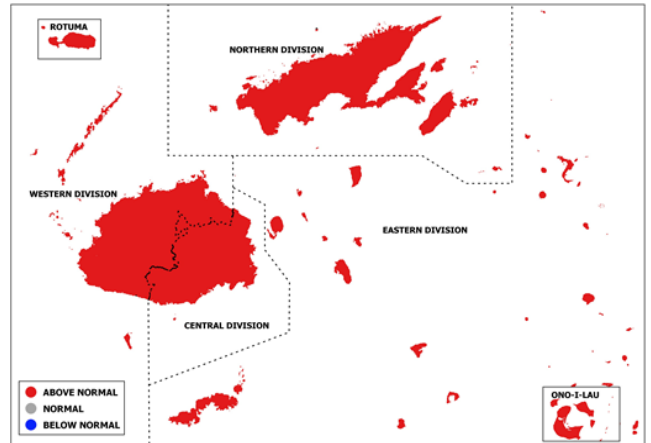 ROTUMA
NORTHERN DIVISION
WESTERN DIVISION
EASTERN DIVISION
CENTRAL DIVISION
ABOVE NORMAL
NORMAL
BELOW NORMAL
ONO-I-LAU